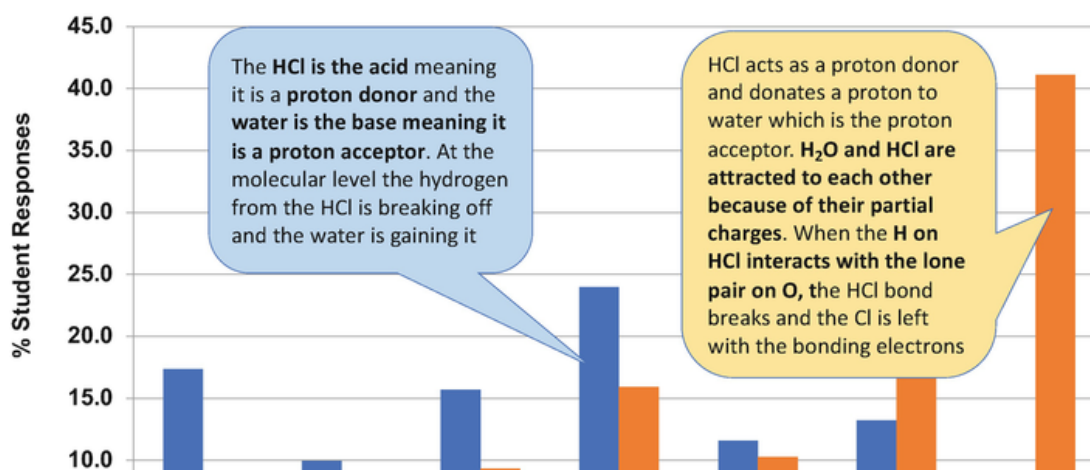 45.0
40.0
35.0
30.0
25.0
20.0
15.0
10.0
% Student Responses
The HCl is the acid meaning
it is a proton donor and the
water is the base meaning it
is a proton acceptor. At the
molecular level the hydrogen
from the HCl is breaking off
and the water is gaining it
HCl acts as a proton donor
and donates a proton to
water which is the proton
acceptor. H₂O and HCl are
attracted to each other
because of their partial
charges. When the H on
HCl interacts with the lone
pair on O, the HCl bond
breaks and the Cl is left
with the bonding electrons